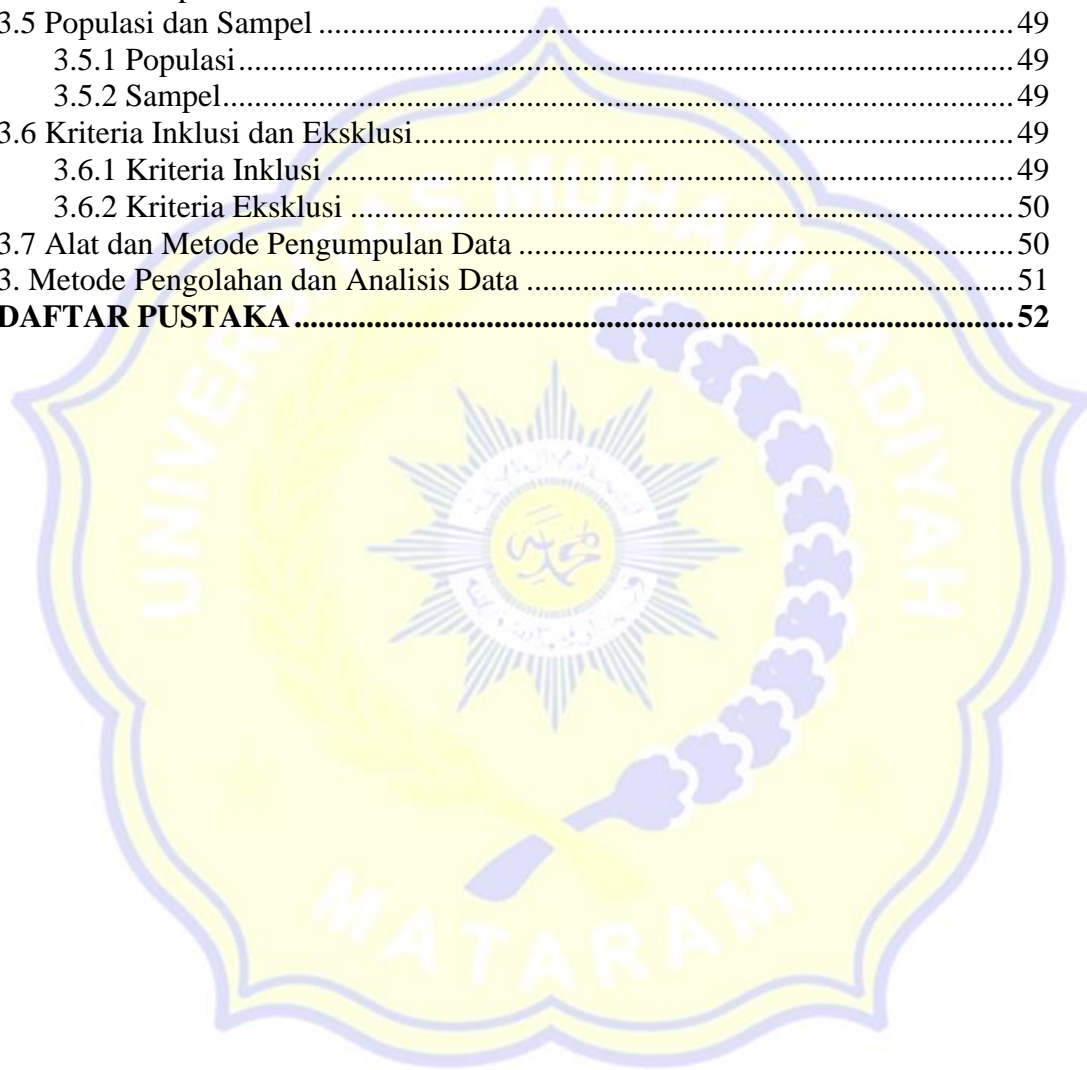 3.5 Populasi dan Sampel ........................................................................................................ 49
3.5.1 Populasi ........................................................................................................ 49
3.5.2 Sampel ........................................................................................................ 49
3.6 Kriteria Inklusi dan Eksklusi ........................................................................................................ 49
3.6.1 Kriteria Inklusi ........................................................................................................ 49
3.6.2 Kriteria Eksklusi ........................................................................................................ 50
3.7 Alat dan Metode Pengumpulan Data ........................................................................................................ 50
3. Metode Pengolahan dan Analisis Data ........................................................................................................ 51
DAFTAR PUSTAKA ........................................................................................................ 52
UNIVERSITAS MUHAMMADIYAH
MATARAM